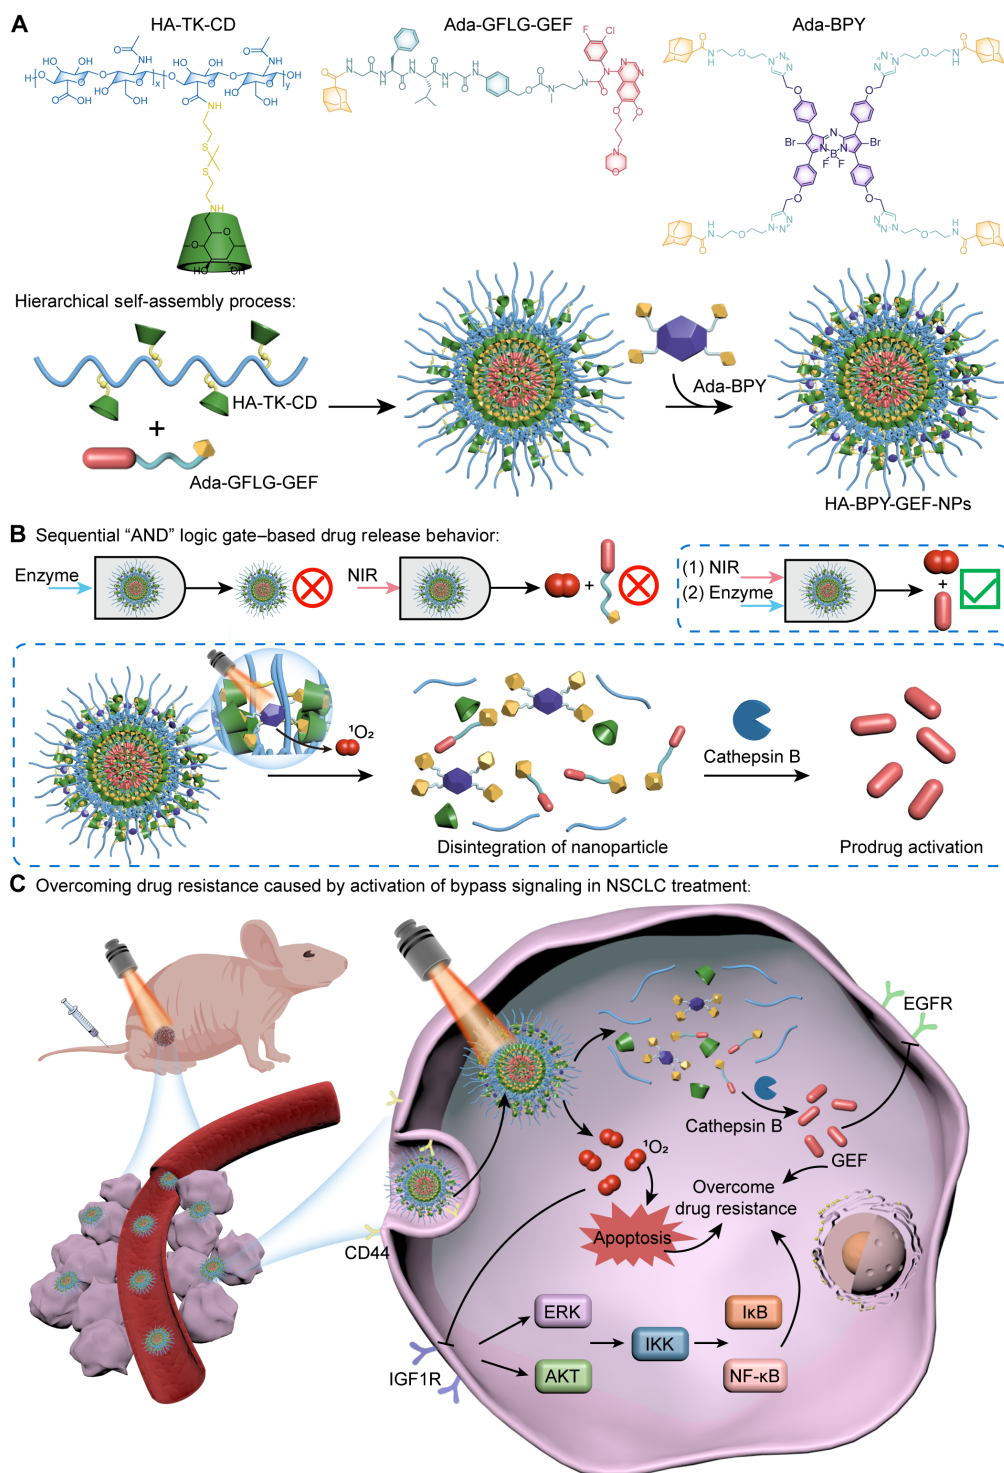 A
HA-TK-CD
Ada-GFLG-GEF
Ada-BPY
Hierarchical self-assembly process:
HA-TK-CD
+
Ada-GFLG-GEF
Ada-BPY
HA-BPY-GEF-NPs
B Sequential “AND” logic gate–based drug release behavior:
Enzyme
NIR
+
(1) NIR
(2) Enzyme
+
¹O₂
Cathepsin B
Disintegration of nanoparticle
Prodrug activation
C Overcoming drug resistance caused by activation of bypass signaling in NSCLC treatment:
EGFR
Cathepsin B
GEF
¹O₂
Overcome
drug resistance
Apoptosis
CD44
ERK
IκB
IKK
IGF1R
AKT
NF-κB